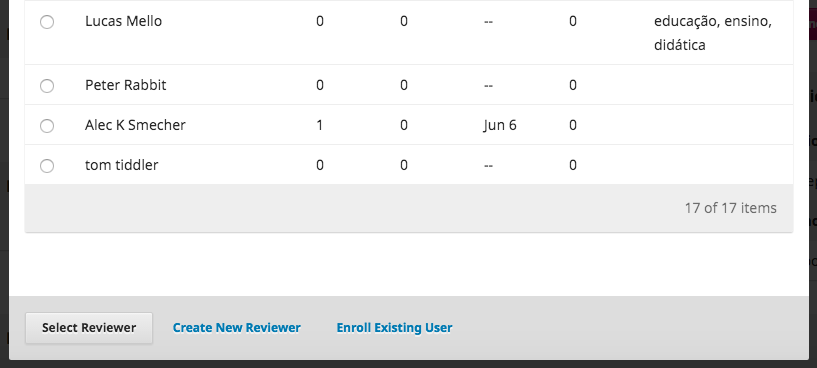 Lucas Mello 0 0 -- 0 educação, ensino,
didática
Peter Rabbit 0 0 -- 0
Alec K Smecher 1 0 Jun 6 0
tom tiddler 0 0 -- 0
17 of 17 items
Select Reviewer Create New Reviewer Enroll Existing User